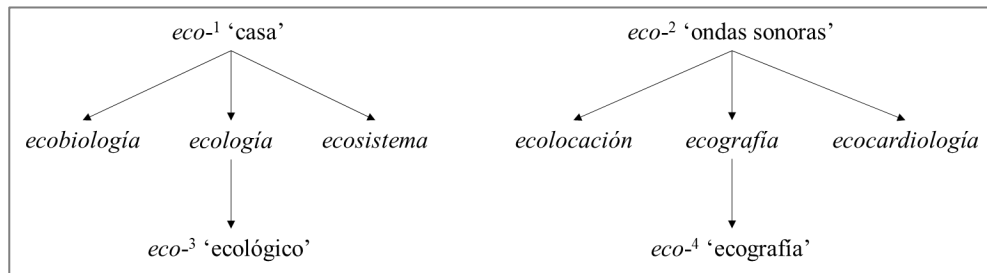 eco-¹ ‘casa’ eco-² ‘ondas sonoras’
ecobiología ecología ecosistema ecolocación ecografía ecocardiología
eco-³ ‘ecológico’ eco-⁴ ‘ecografía’